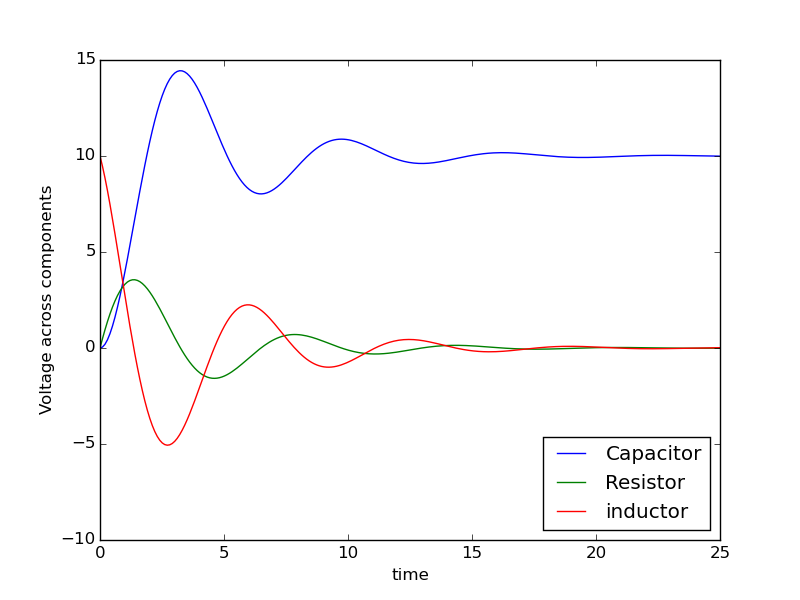 15
10
5
0
−5
−10
Voltage across components
0 5 10 15 20 25
time
Capacitor
Resistor
inductor